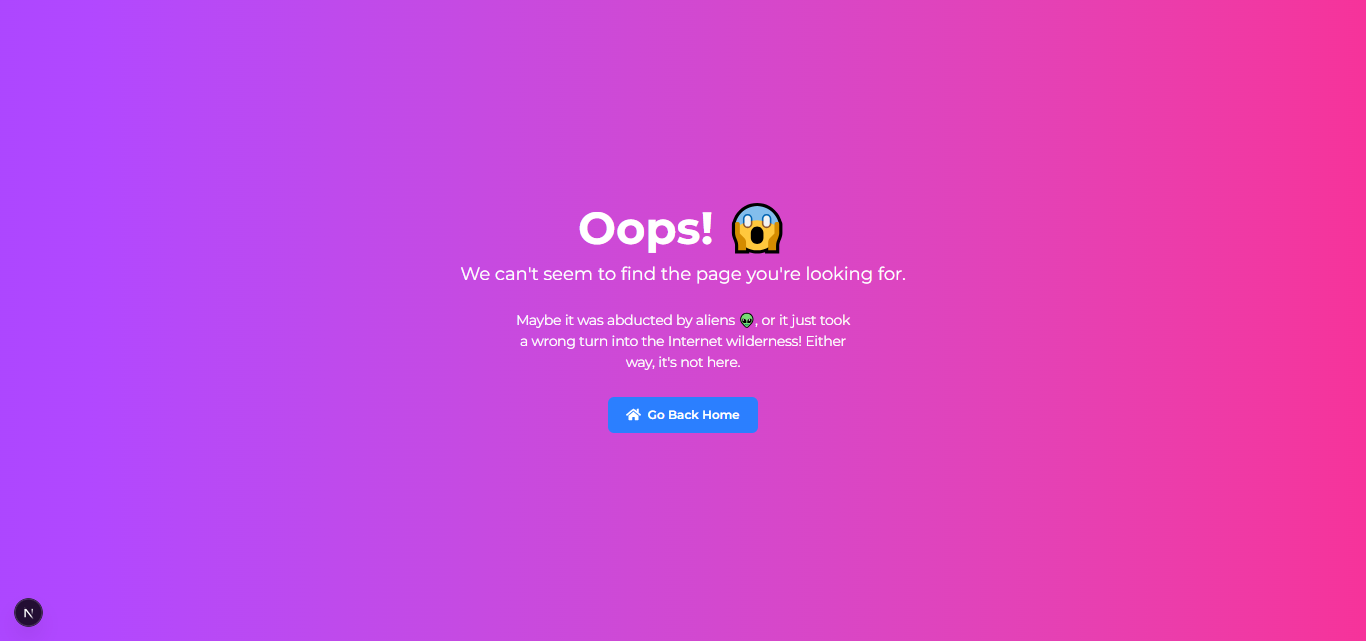 Oops! 😱
We can't seem to find the page you're looking for.
Maybe it was abducted by aliens 👽, or it just took
a wrong turn into the Internet wilderness! Either
way, it's not here.
Go Back Home
N